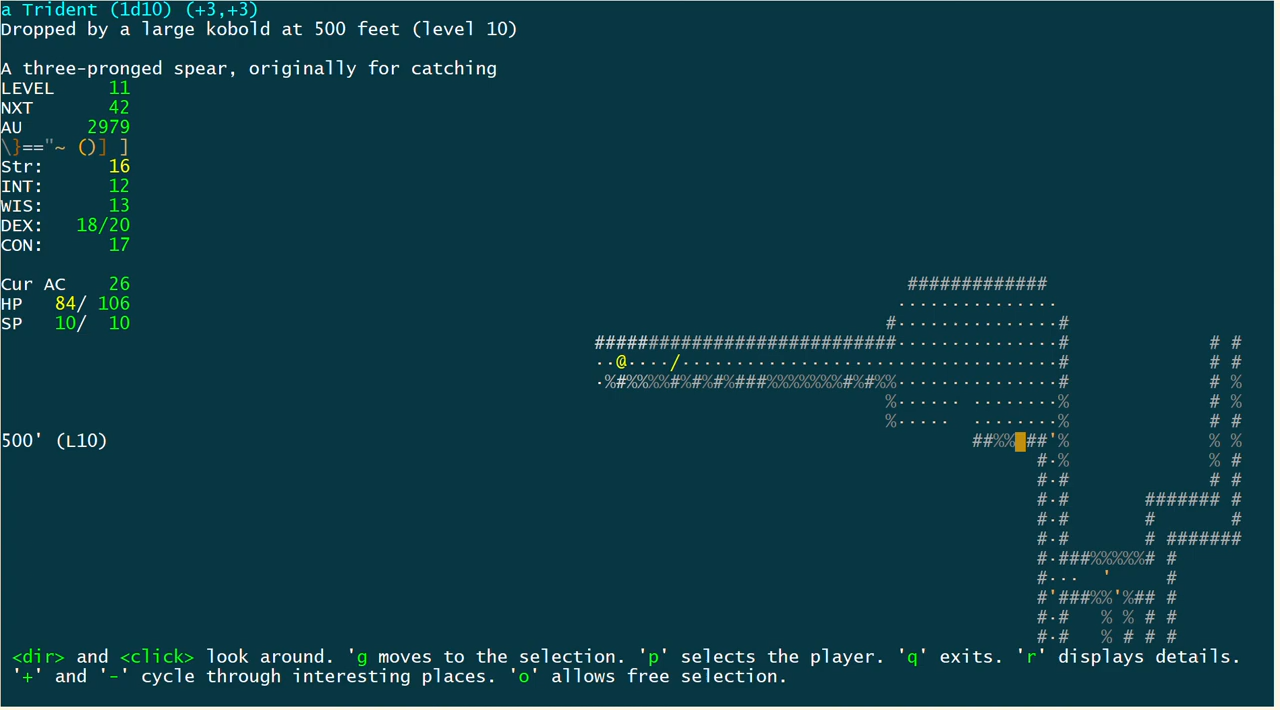 a Trident (1d10) (+3,+3)
Dropped by a large kobold at 500 feet (level 10)
A three-pronged spear, originally for catching
LEVEL 11
NXT 42
AU 2979
\}=="~ ()] ]
Str: 16
INT: 12
WIS: 13
DEX: 18/20
CON: 17
Cur AC 26
HP 84/ 106
SP 10/ 10
500' (L10)
<dir> and <click> look around. 'g moves to the selection. 'p' selects the player. 'q' exits. 'r' displays details.
'+' and '-' cycle through interesting places. 'o' allows free selection.